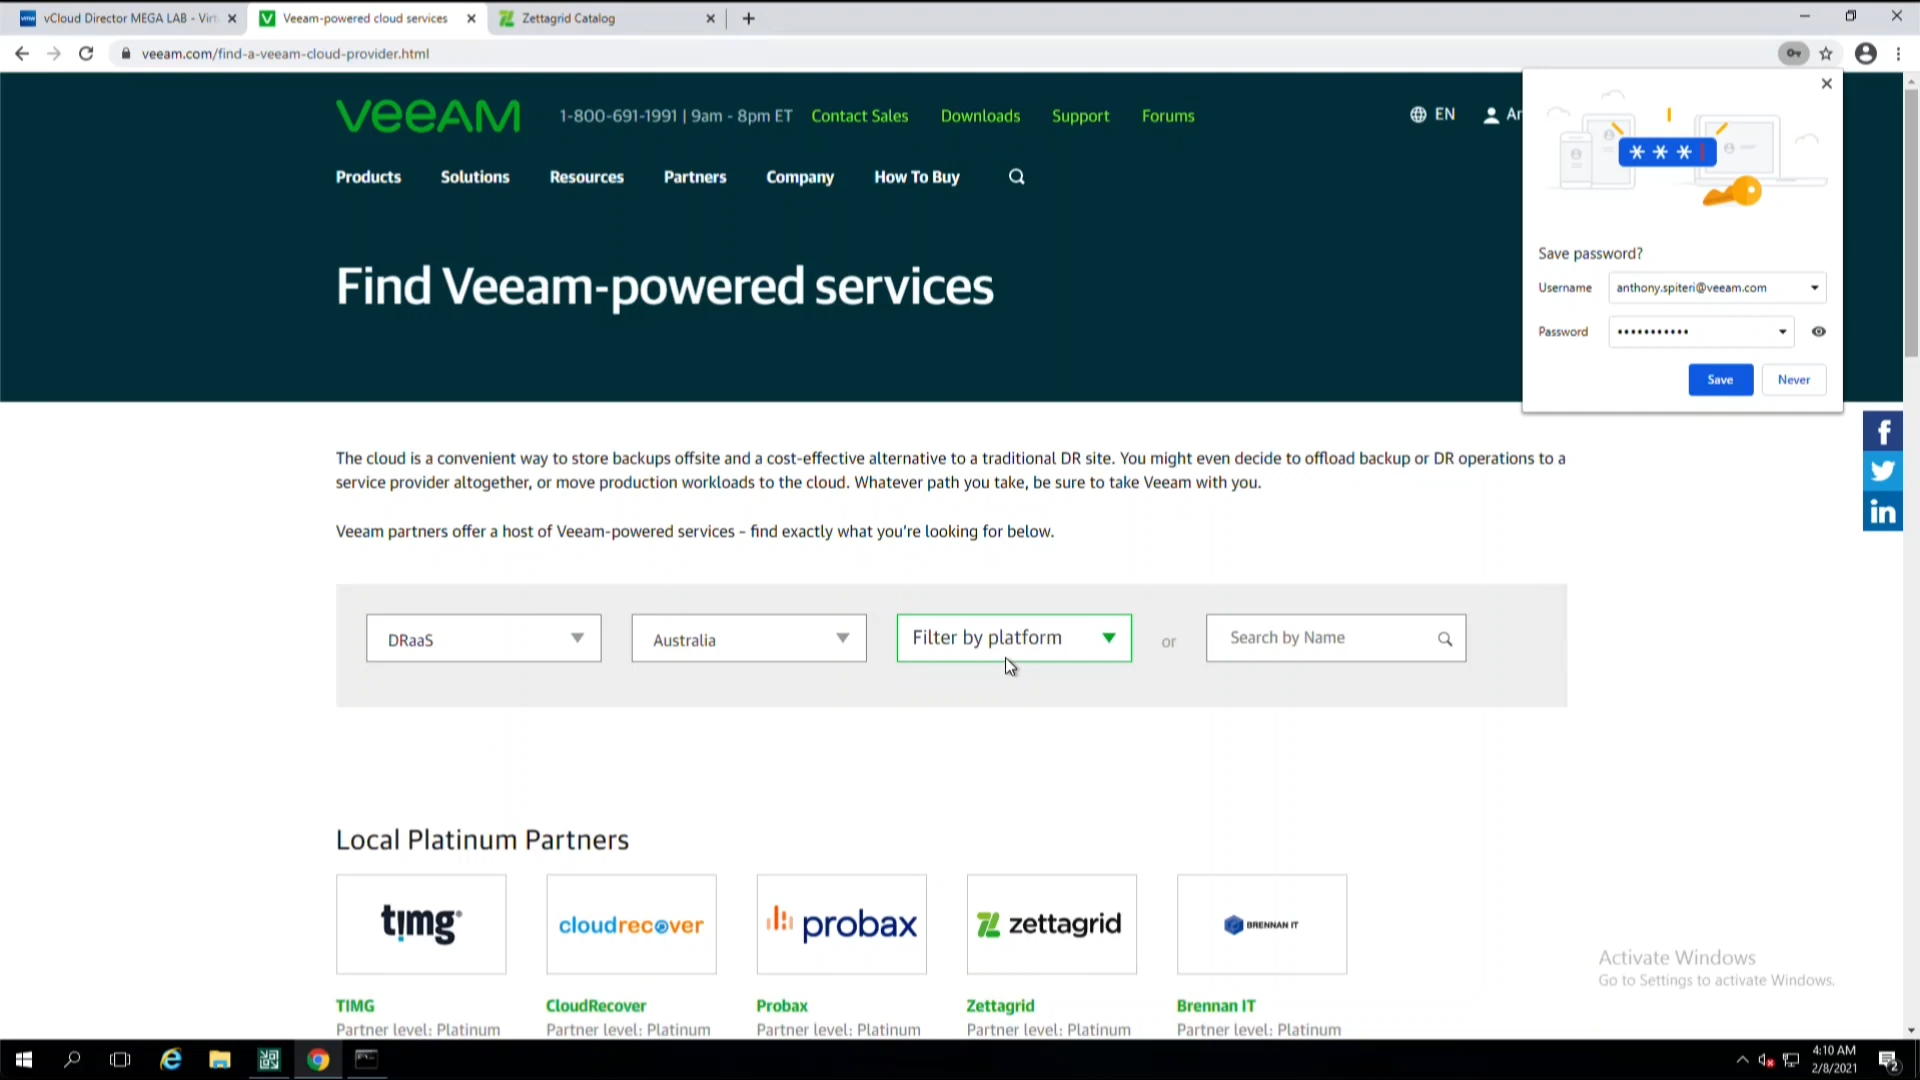 vCloud Director MEGA LAB - Virt
Veeam-powered cloud services
Zettagrid Catalog
veeam.com/find-a-veeam-cloud-provider.html
veeAM
1-800-691-1991 | 9am - 8pm ET
Contact Sales
Downloads
Support
Forums
EN
An
Products
Solutions
Resources
Partners
Company
How To Buy
Find Veeam-powered services
* * *
Save password?
Username
anthony.spiteri@veeam.com
Password
•••••••••••
Save
Never
The cloud is a convenient way to store backups offsite and a cost-effective alternative to a traditional DR site. You might even decide to offload backup or DR operations to a
service provider altogether, or move production workloads to the cloud. Whatever path you take, be sure to take Veeam with you.
Veeam partners offer a host of Veeam-powered services – find exactly what you're looking for below.
DRaaS
Australia
Filter by platform
or
Search by Name
Local Platinum Partners
timg
cloudrecover
probax
zettagrid
BRENNAN IT
TIMG
CloudRecover
Probax
Zettagrid
Brennan IT
Partner level: Platinum
Partner level: Platinum
Partner level: Platinum
Partner level: Platinum
Partner level: Platinum
Activate Windows
Go to Settings to activate Windows.
4:10 AM
2/8/2021
2